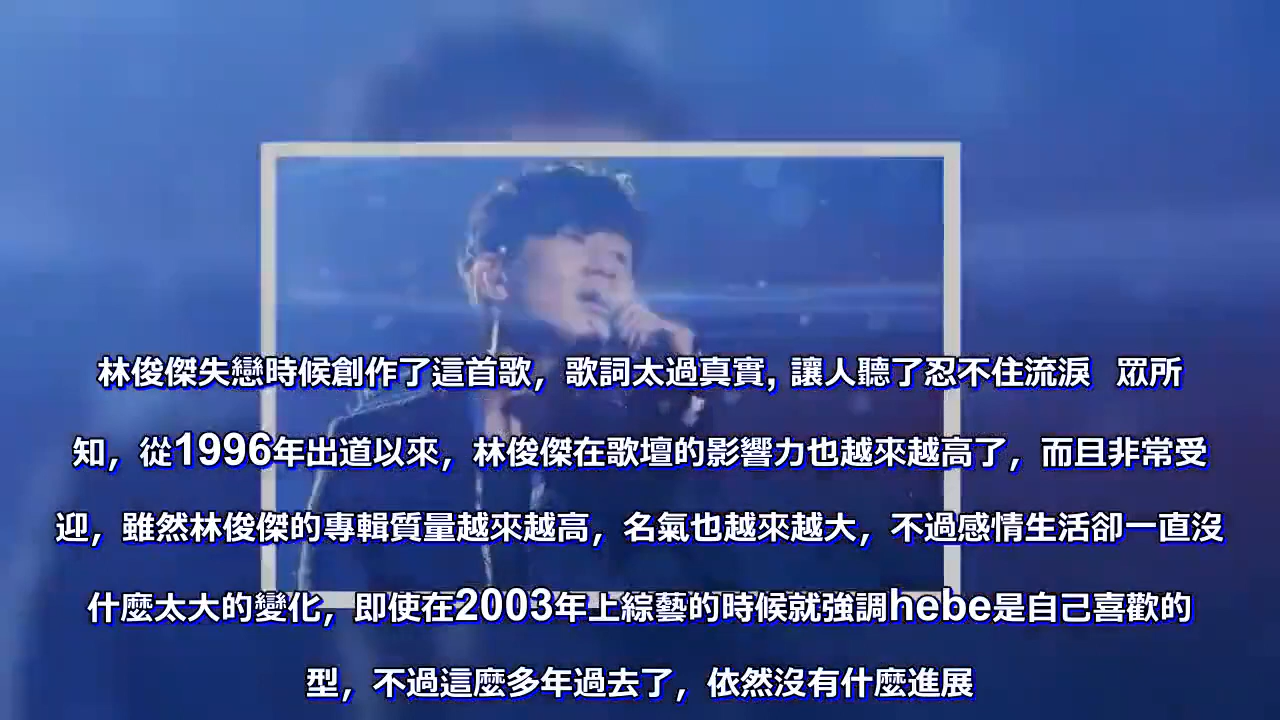 林俊傑失戀時候創作了這首歌，歌詞太過真實, 讓人聽了忍不住流淚 眾所
知，從1996年出道以來，林俊傑在歌壇的影響力也越來越高了，而且非常受
迎，雖然林俊傑的專輯質量越來越高，名氣也越來越大，不過感情生活卻一直沒
什麼太大的變化，即使在2003年上綜藝的時候就強調hebe是自己喜歡的
型，不過這麼多年過去了，依然沒有什麼進展